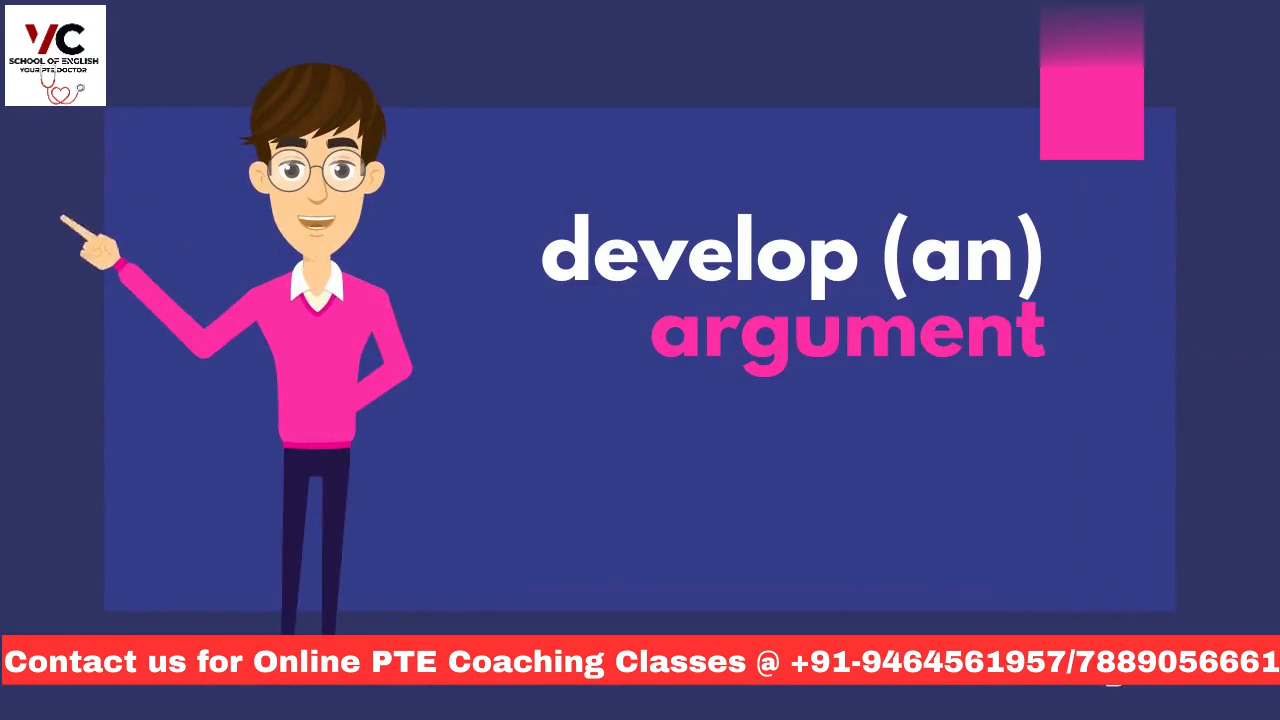 YC
SCHOOL OF ENGLISH
YOUR PTE DOCTOR
develop (an)
argument
Contact us for Online PTE Coaching Classes @ +91-9464561957/7889056661